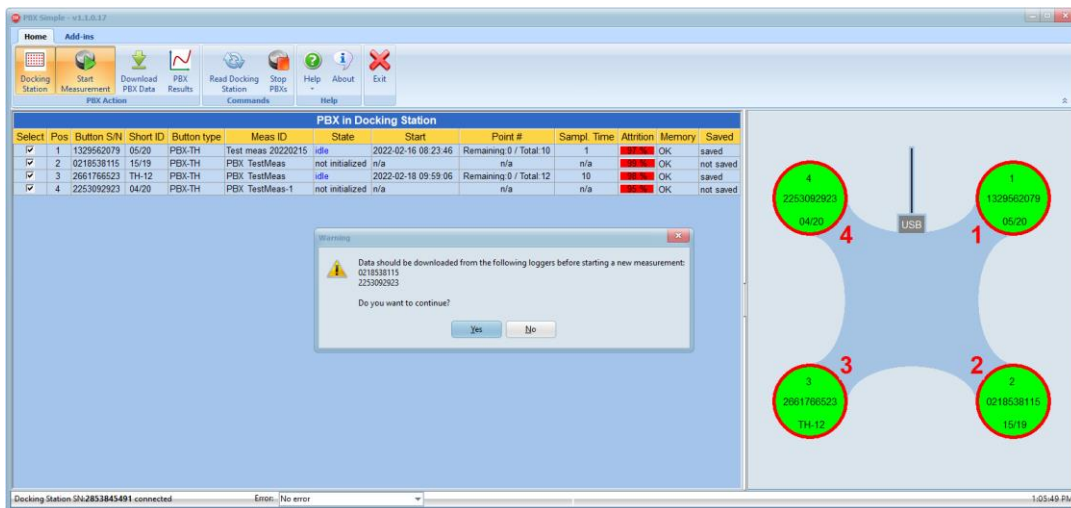 PBX Simple - v1.1.0.17
Home Add-ins
Docking Station Start Measurement Download PBX Data PBX Results Read Docking Station Stop PBXs Help About Exit
PBX Action Commands Help
PBX in Docking Station
Select Pos Button S/N Short ID Button type Meas ID State Start Point # Sampl. Time Attrition Memory Saved
1 1329562079 05/20 PBX-TH Test meas 20220215 idle 2022-02-16 08:23:46 Remaining:0 / Total:10 1 OK saved
2 0218538115 15/19 PBX-TH PBX TestMeas not initialized n/a n/a n/a OK not saved
3 2661766523 TH-12 PBX-TH PBX TestMeas idle 2022-02-18 09:59:06 Remaining:0 / Total:12 10 OK saved
4 2253092923 04/20 PBX-TH PBX TestMeas-1 not initialized n/a n/a n/a OK not saved
Warning
Data should be downloaded from the following loggers before starting a new measurement:
0218538115
2253092923
Do you want to continue?
Yes No
4
2253092923
04/20
4
USB
1
1329562079
05/20
1
3
2661766523
TH-12
3
2
0218538115
15/19
2
Docking Station SN:2853845491 connected Error: No error 1:05:49 PM